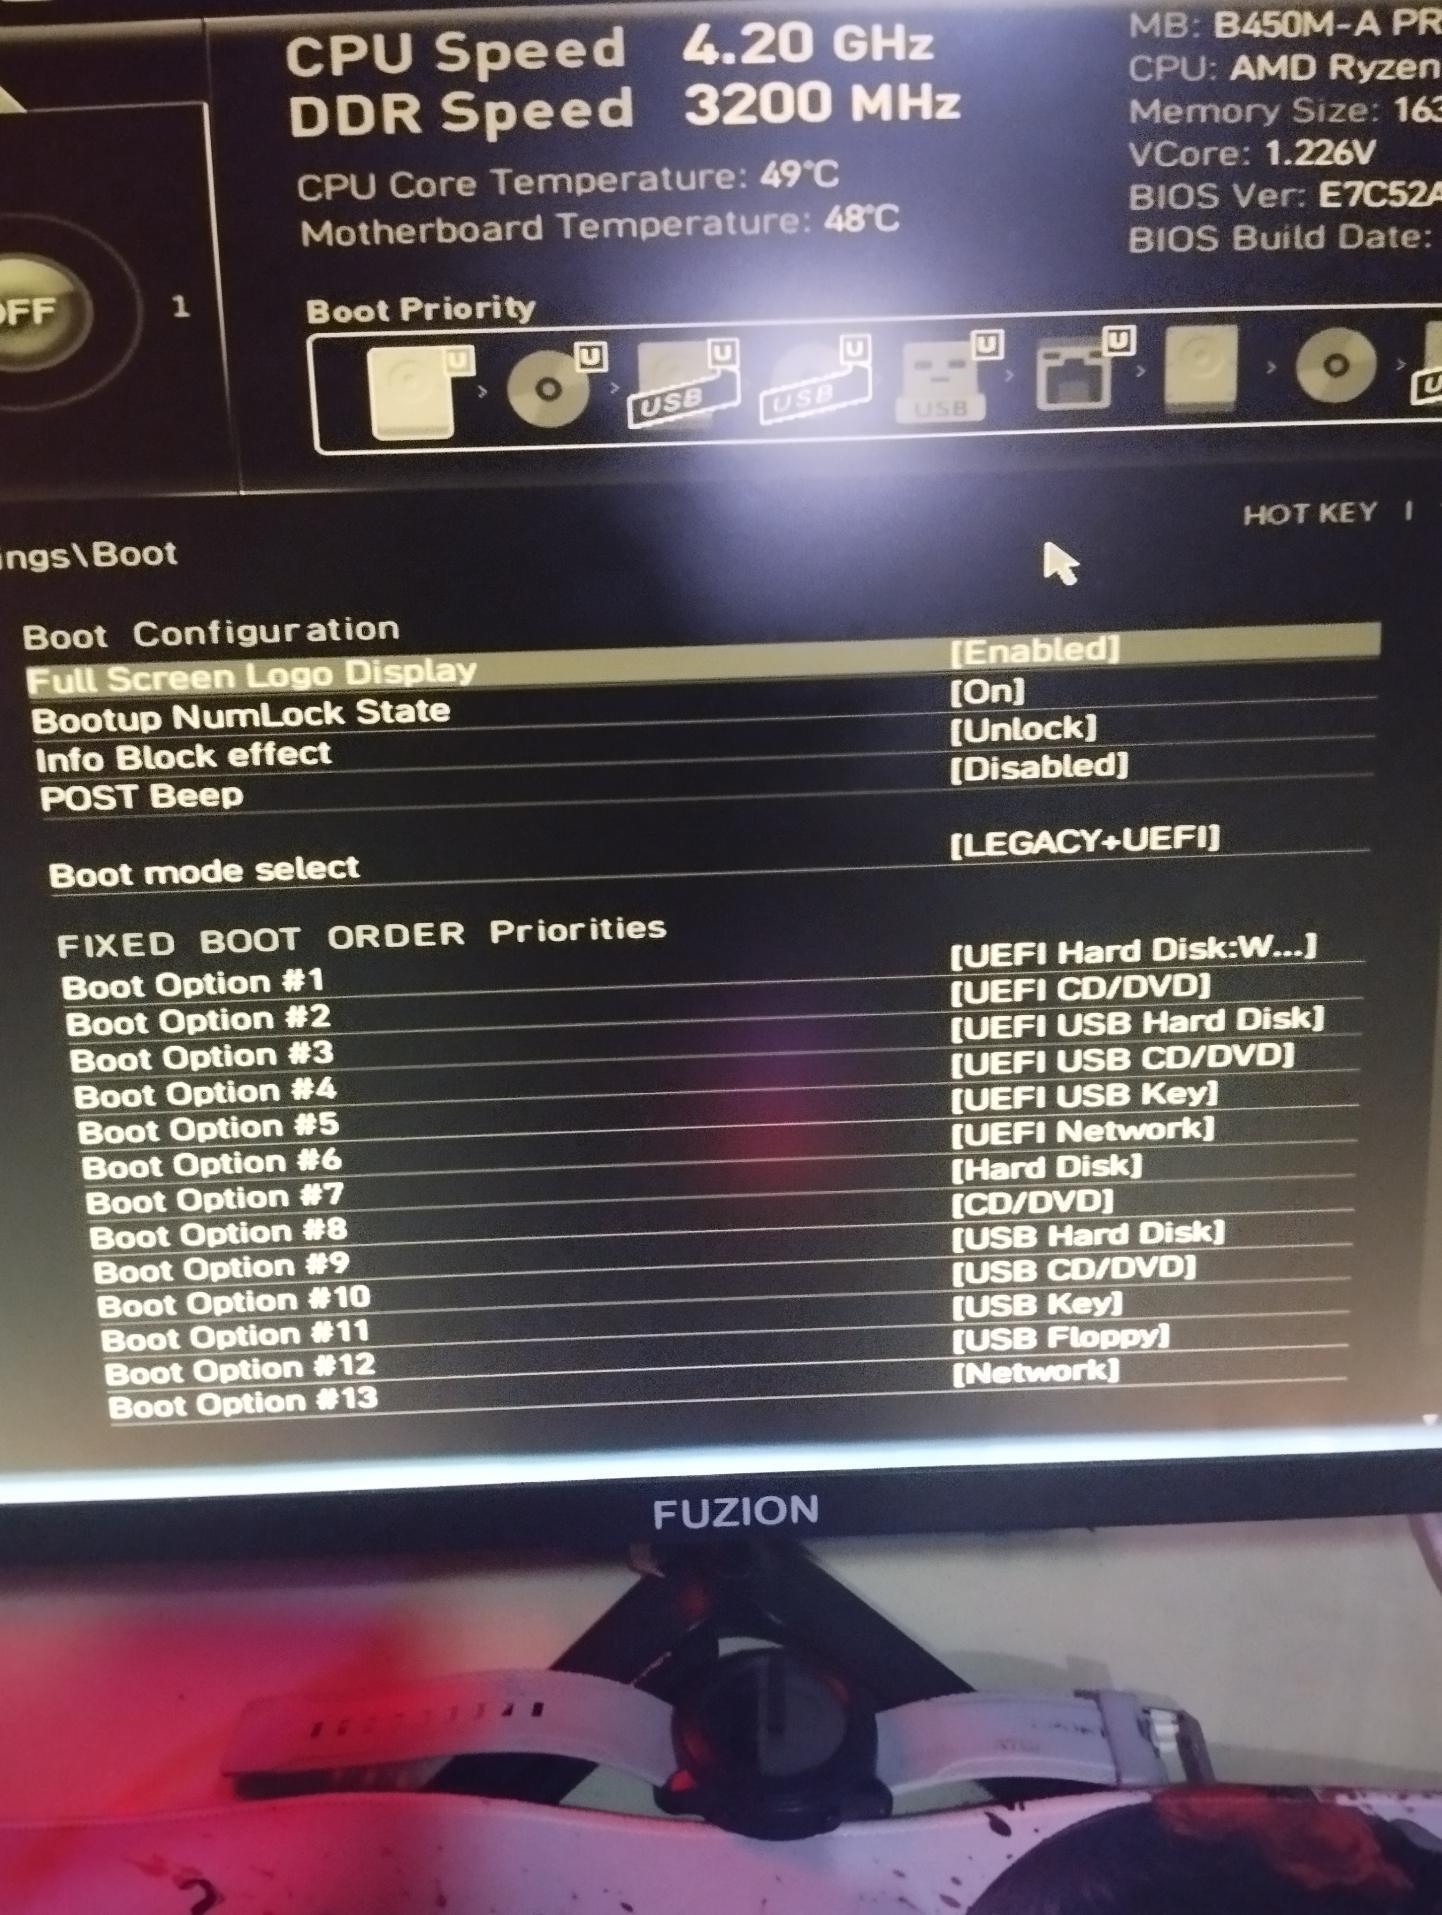 CPU Speed 4.20 GHz
DDR Speed 3200 MHz
CPU Core Temperature: 49°C
Motherboard Temperature: 48°C
MB: B450M-A PR
CPU: AMD Ryzen
Memory Size: 163
VCore: 1.226V
BIOS Ver: E7C52A
BIOS Build Date:
OFF
1
Boot Priority
U U U U U U
USB USB USB U
HOT KEY |
ings\Boot
Boot Configuration
Full Screen Logo Display [Enabled]
Bootup NumLock State [On]
Info Block effect [Unlock]
POST Beep [Disabled]
Boot mode select [LEGACY+UEFI]
FIXED BOOT ORDER Priorities
Boot Option #1 [UEFI Hard Disk:W...]
Boot Option #2 [UEFI CD/DVD]
Boot Option #3 [UEFI USB Hard Disk]
Boot Option #4 [UEFI USB CD/DVD]
Boot Option #5 [UEFI USB Key]
Boot Option #6 [UEFI Network]
Boot Option #7 [Hard Disk]
Boot Option #8 [CD/DVD]
Boot Option #9 [USB Hard Disk]
Boot Option #10 [USB CD/DVD]
Boot Option #11 [USB Key]
Boot Option #12 [USB Floppy]
Boot Option #13 [Network]
FUZION